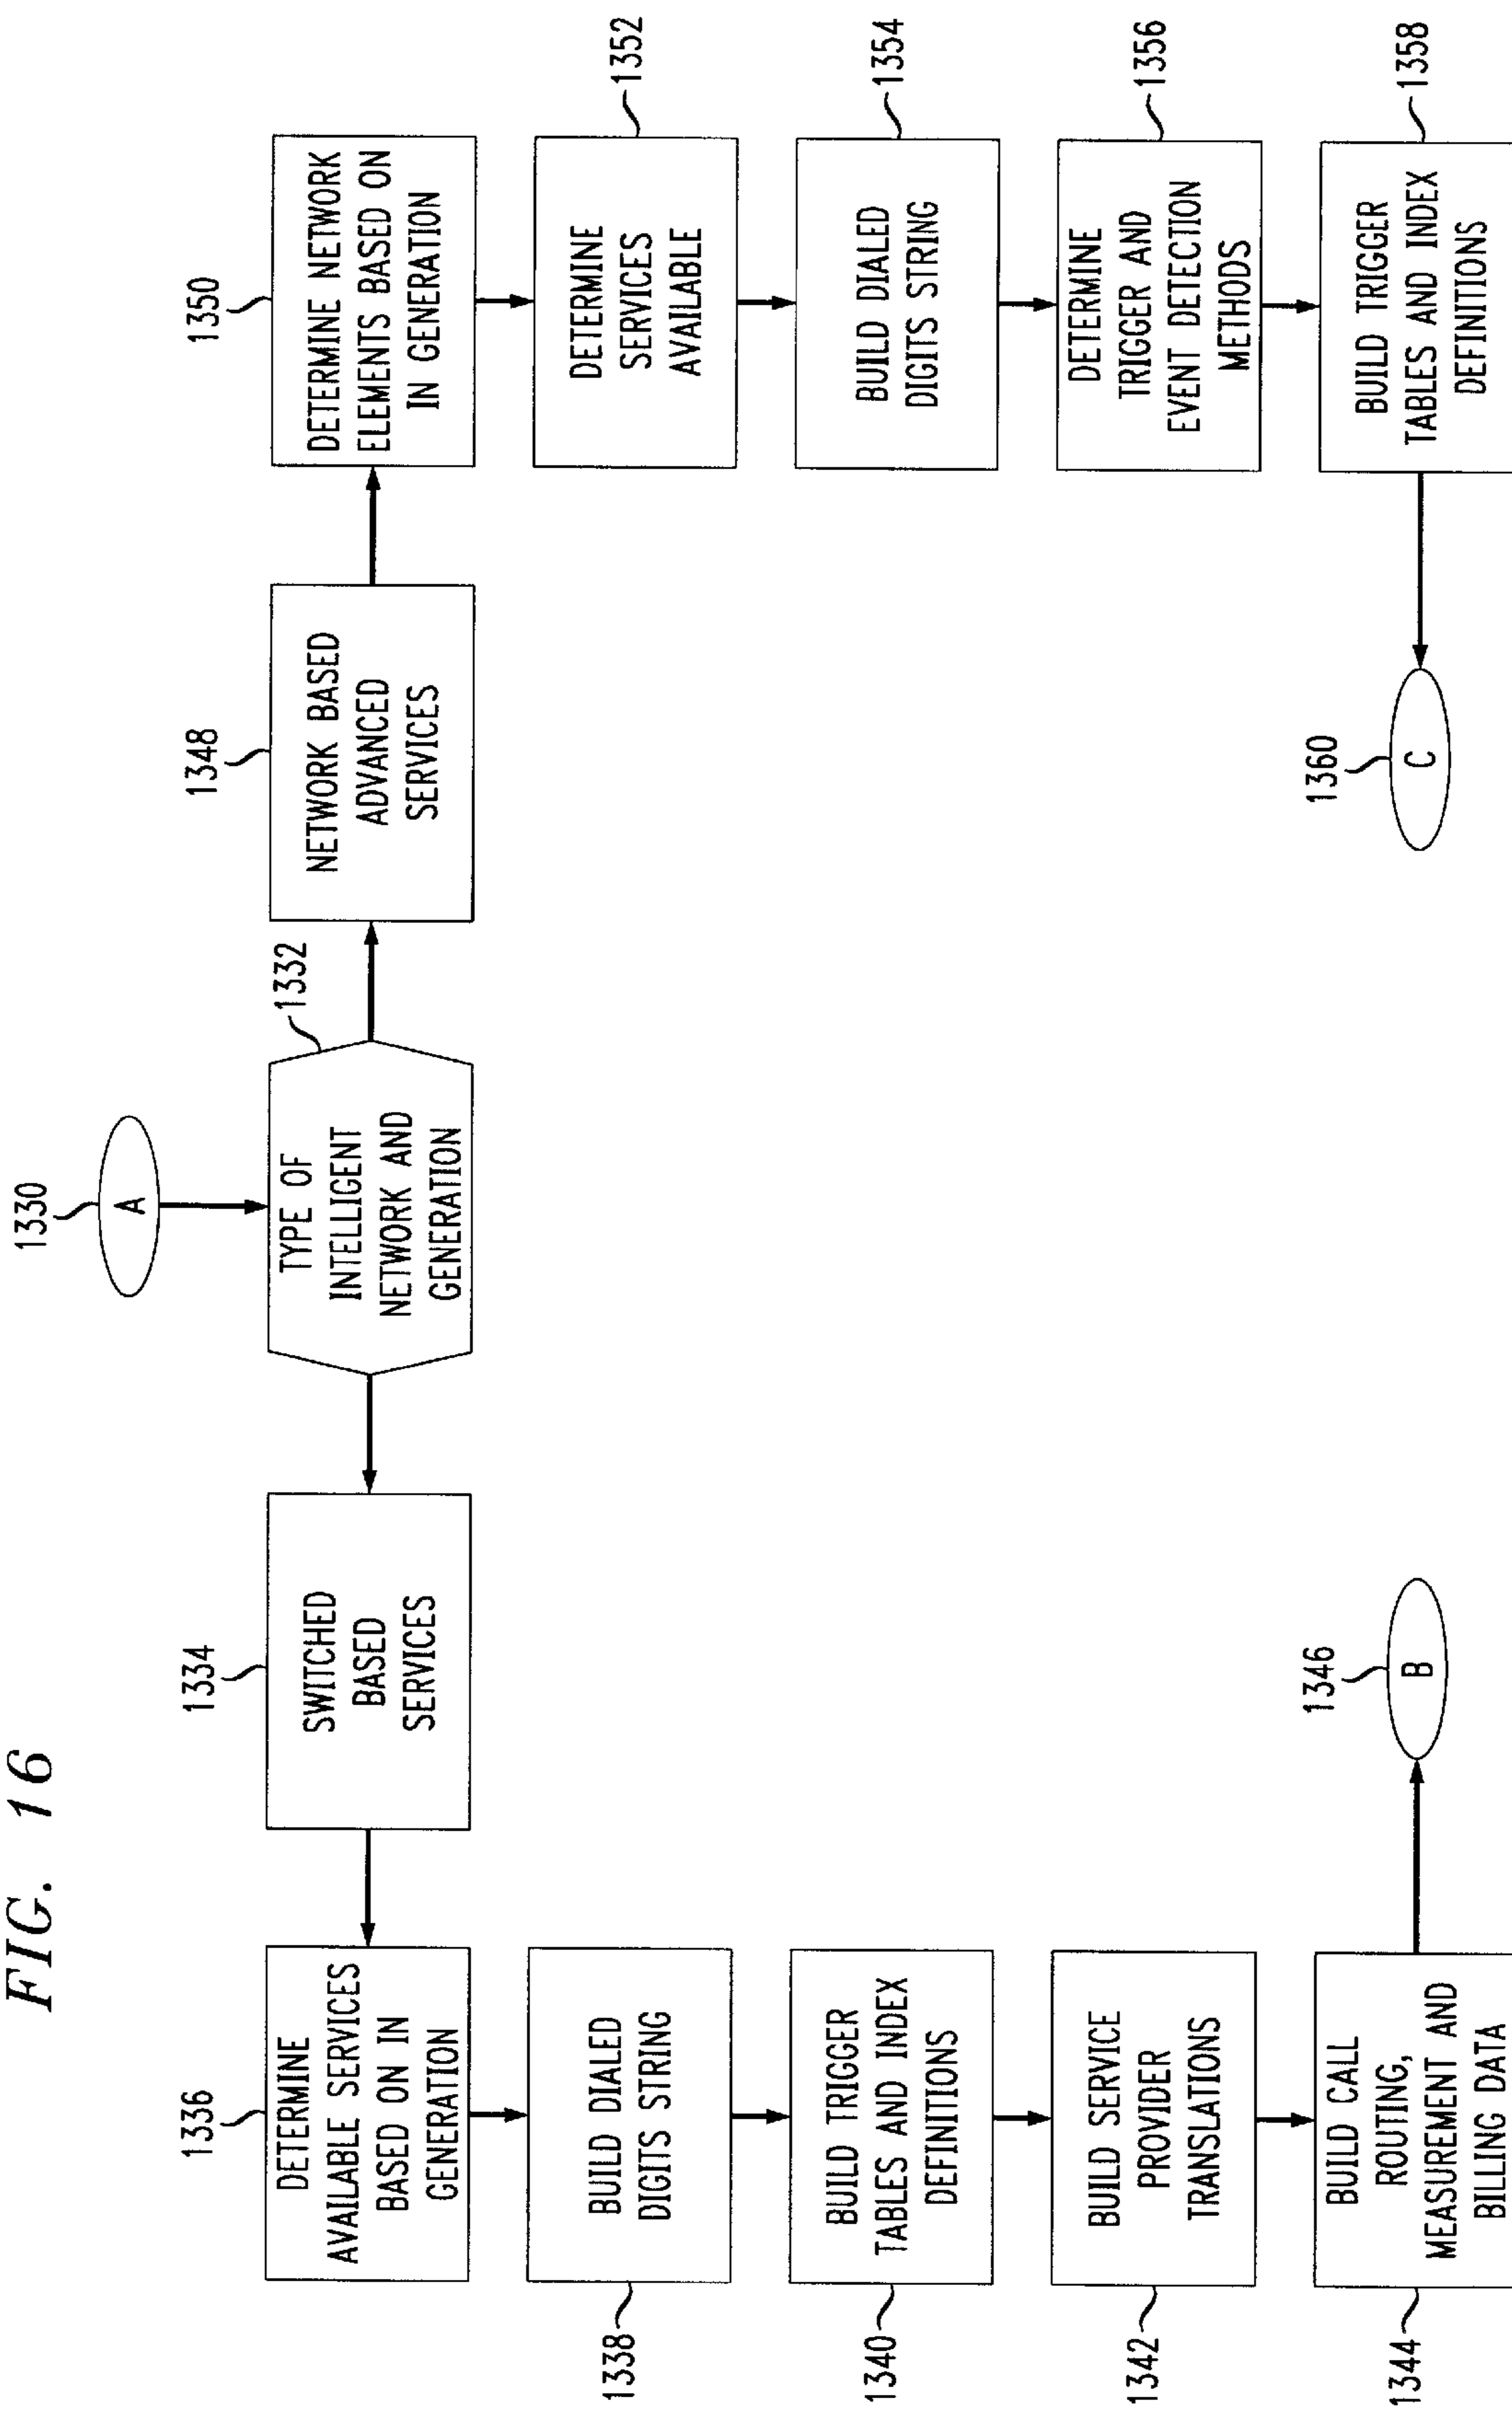 FIG. 16
1330
A
1332
TYPE OF
INTELLIGENT
NETWORK AND
GENERATION
1334
SWITCHED
BASED
SERVICES
1336
DETERMINE
AVAILABLE SERVICES
BASED ON IN
GENERATION
1338
BUILD DIALED
DIGITS STRING
1340
BUILD TRIGGER
TABLES AND INDEX
DEFINITIONS
1342
BUILD SERVICE
PROVIDER
TRANSLATIONS
1344
BUILD CALL
ROUTING,
MEASUREMENT AND
BILLING DATA
1346
B
1348
NETWORK BASED
ADVANCED
SERVICES
1350
DETERMINE NETWORK
ELEMENTS BASED ON
IN GENERATION
1352
DETERMINE
SERVICES
AVAILABLE
1354
BUILD DIALED
DIGITS STRING
1356
DETERMINE
TRIGGER AND
EVENT DETECTION
METHODS
1358
BUILD TRIGGER
TABLES AND INDEX
DEFINITIONS
1360
C